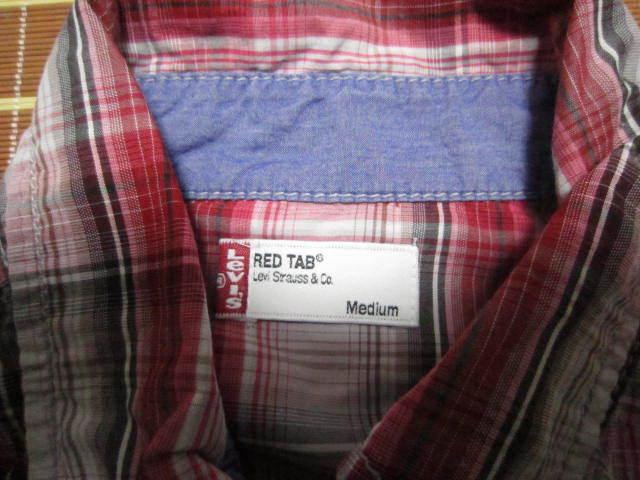 Levi's
®
RED TAB®
Levi Strauss & Co.
Medium